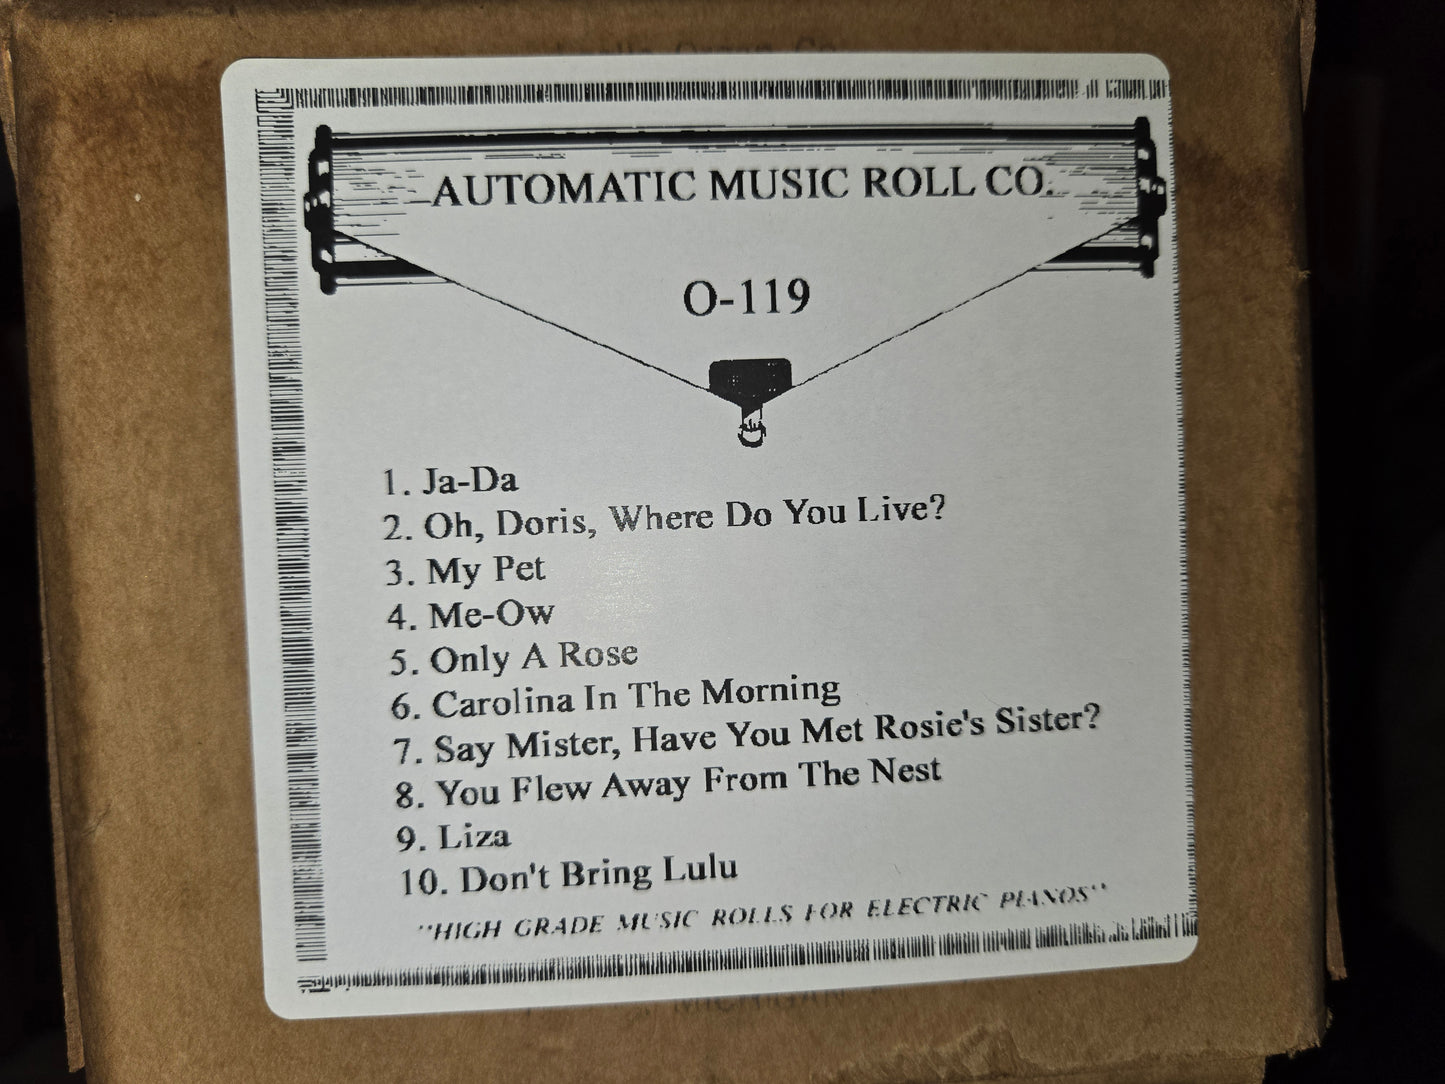 AUTOMATIC MUSIC ROLL CO.
O-119
1. Ja-Da
2. Oh, Doris, Where Do You Live?
3. My Pet
4. Me-Ow
5. Only A Rose
6. Carolina In The Morning
7. Say Mister, Have You Met Rosie's Sister?
8. You Flew Away From The Nest
9. Liza
10. Don't Bring Lulu
"HIGH GRADE MUSIC ROLLS FOR ELECTRIC PIANOS"
MICHIGAN